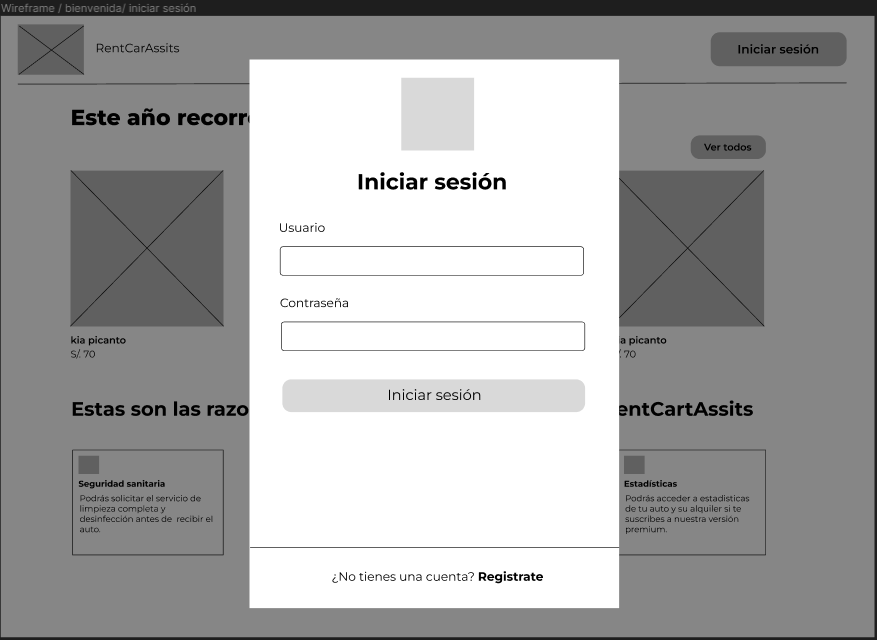 Wireframe / bienvenida/ iniciar sesión
RentCarAssits
Iniciar sesión
Este año recorr
Ver todos
Iniciar sesión
Usuario
Contraseña
Iniciar sesión
kia picanto
S/. 70
ia picanto
/. 70
Estas son las razo
entCartAssits
Seguridad sanitaria
Podrás solicitar el servicio de
limpieza completa y
desinfección antes de recibir el
auto.
Estadísticas
Podrás acceder a estadisticas
de tu auto y su alquiler si te
suscribes a nuestra versión
premium.
¿No tienes una cuenta? Registrate